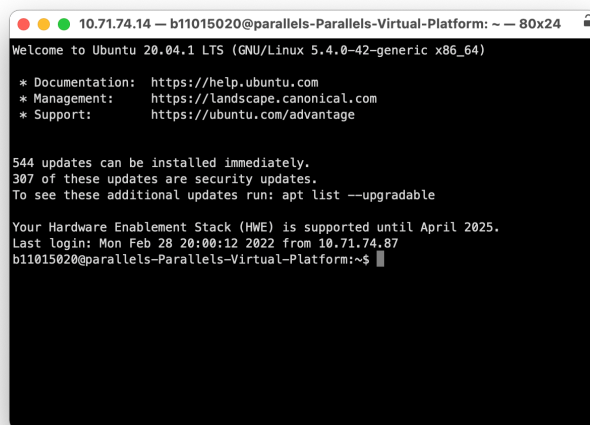 10.71.74.14 — b11015020@parallels-Parallels-Virtual-Platform: ~ — 80x24
Welcome to Ubuntu 20.04.1 LTS (GNU/Linux 5.4.0-42-generic x86_64)
* Documentation:  https://help.ubuntu.com
* Management:     https://landscape.canonical.com
* Support:        https://ubuntu.com/advantage
544 updates can be installed immediately.
307 of these updates are security updates.
To see these additional updates run: apt list --upgradable
Your Hardware Enablement Stack (HWE) is supported until April 2025.
Last login: Mon Feb 28 20:00:12 2022 from 10.71.74.87
b11015020@parallels-Parallels-Virtual-Platform:~$